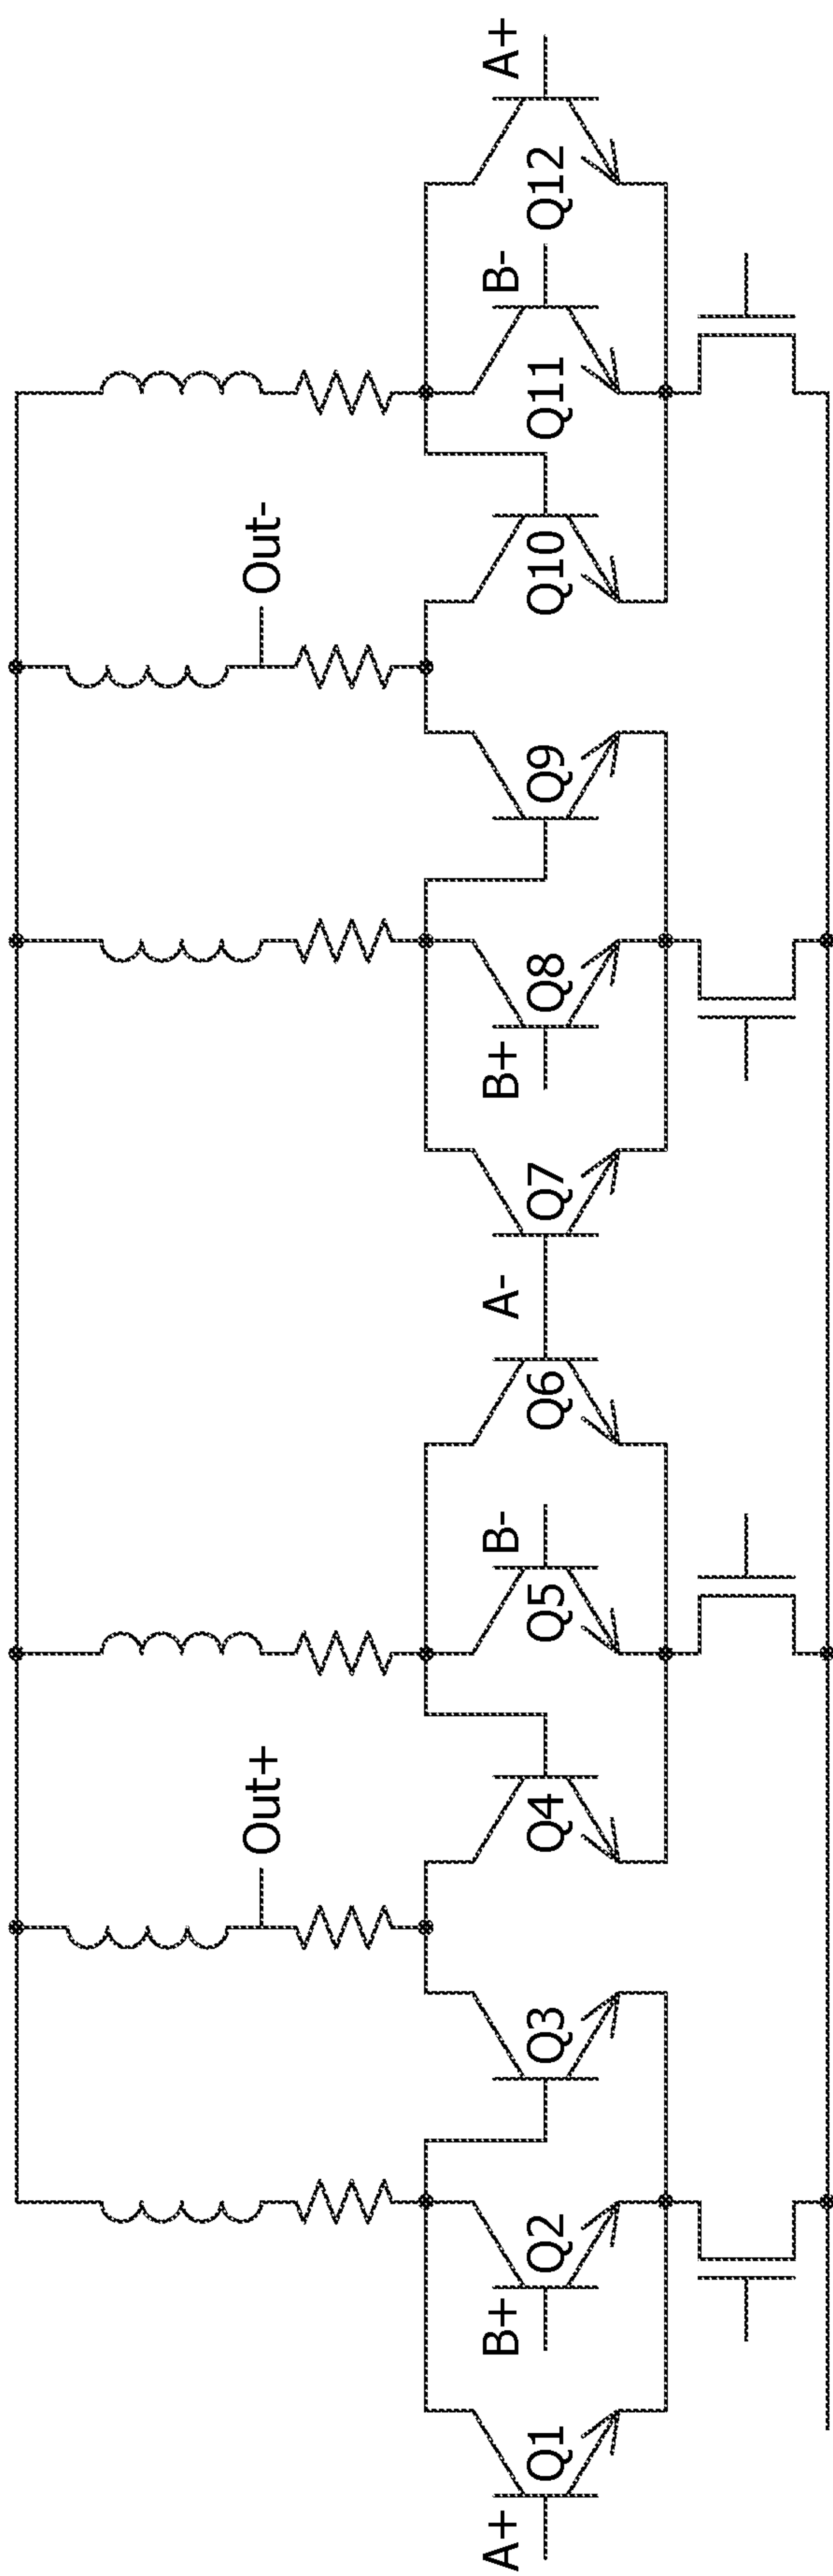 Out+
Out-
A+
B+
B-
A-
B+
B-
A+
Q1
Q2
Q3
Q4
Q5
Q6
Q7
Q8
Q9
Q10
Q11
Q12